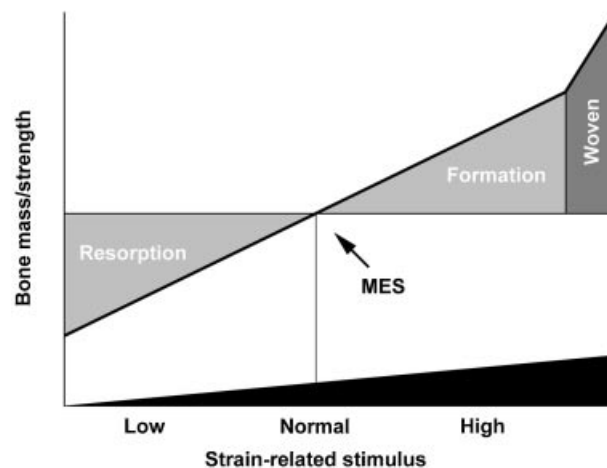 Bone mass/strength
Woven
Formation
Resorption
MES
Low Normal High
Strain-related stimulus